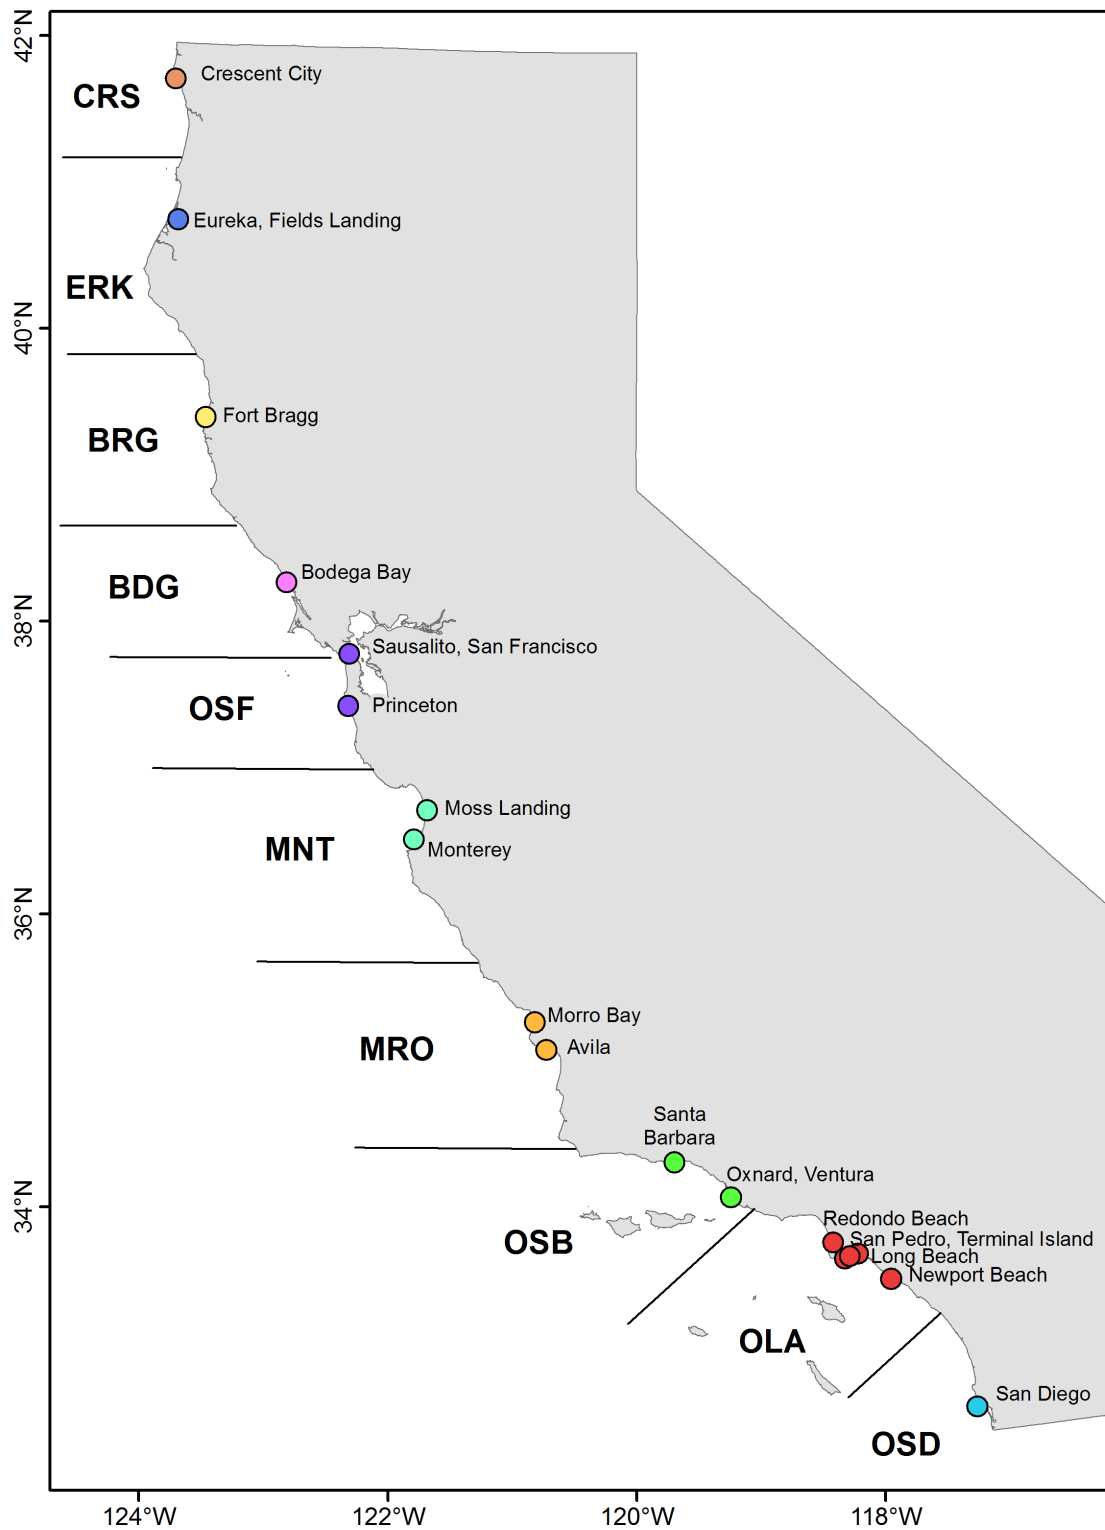 42°N
Crescent City
CRS
Eureka, Fields Landing
ERK
40°N
Fort Bragg
BRG
Bodega Bay
BDG
38°N
Sausalito, San Francisco
OSF
Princeton
Moss Landing
MNT
Monterey
36°N
Morro Bay
MRO
Avila
Santa
Barbara
Oxnard, Ventura
34°N
Redondo Beach
OSB
San Pedro, Terminal Island
Long Beach
Newport Beach
OLA
San Diego
OSD
124°W
122°W
120°W
118°W